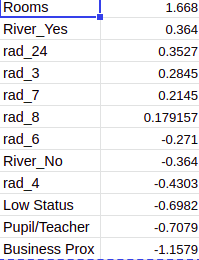 Rooms 1.668
River_Yes 0.364
rad_24 0.3527
rad_3 0.2845
rad_7 0.2145
rad_8 0.179157
rad_6 -0.271
River_No -0.364
rad_4 -0.4303
Low Status -0.6982
Pupil/Teacher -0.7079
Business Prox -1.1579